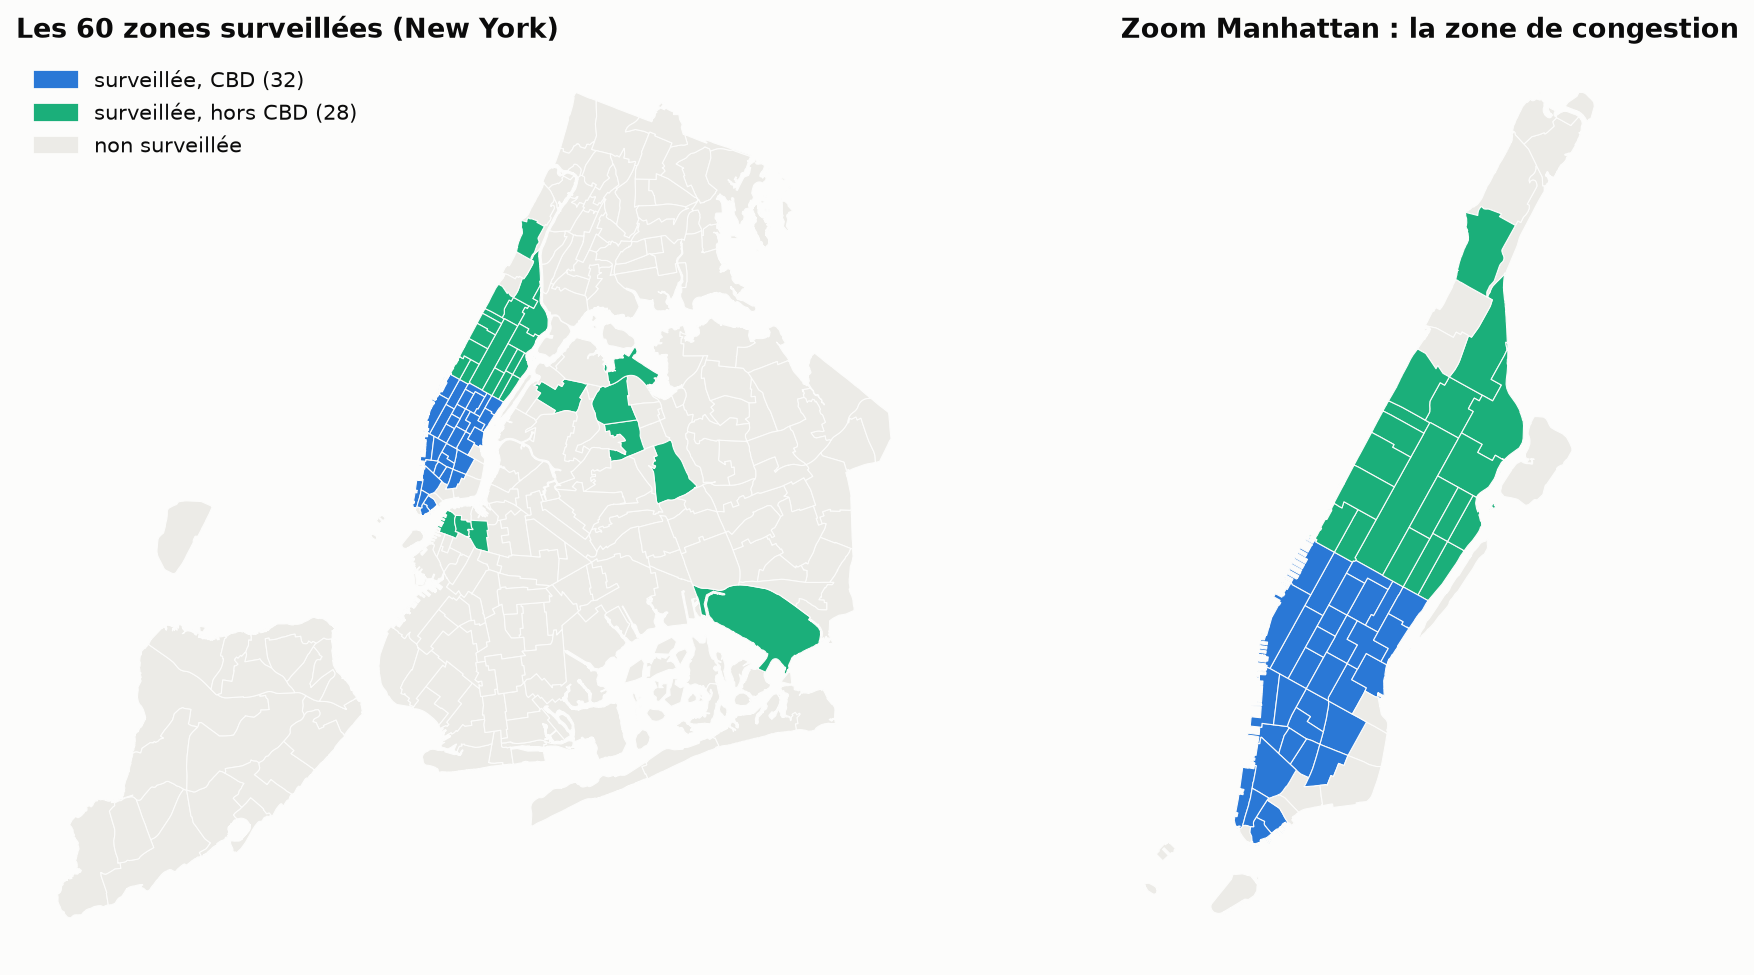 Les 60 zones surveillées (New York)
surveillée, CBD (32)
surveillée, hors CBD (28)
non surveillée
Zoom Manhattan : la zone de congestion